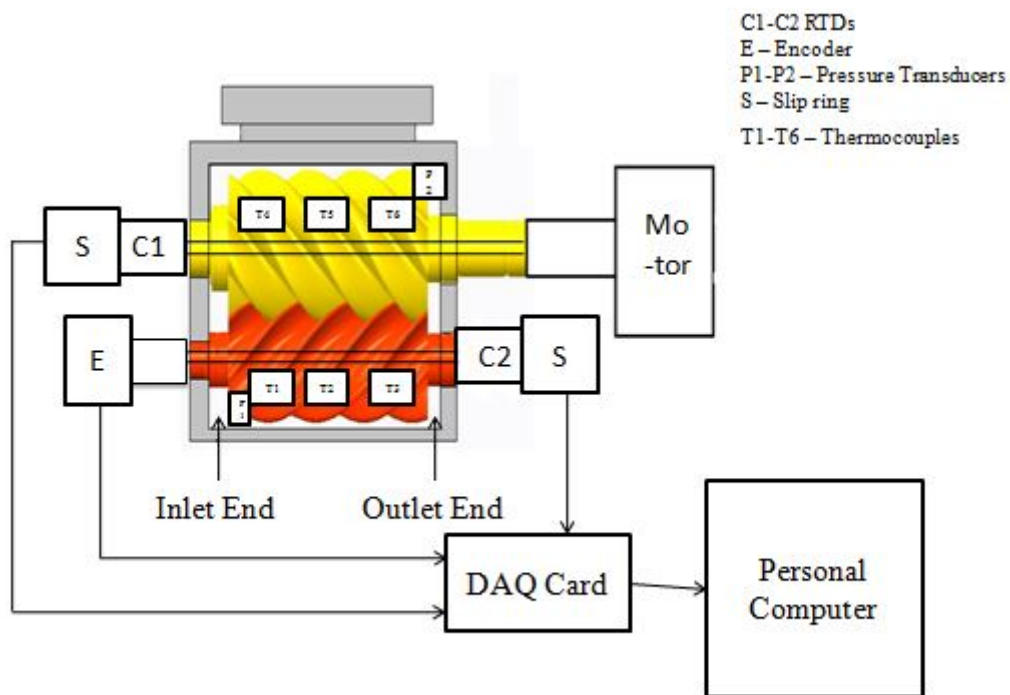 C1-C2 RTDs
E – Encoder
P1-P2 – Pressure Transducers
S – Slip ring
T1-T6 – Thermocouples
P
2
T4
T5
T6
Mo
-tor
S
C1
E
C2
S
T1
T2
T3
P
1
Inlet End
Outlet End
DAQ Card
Personal
Computer